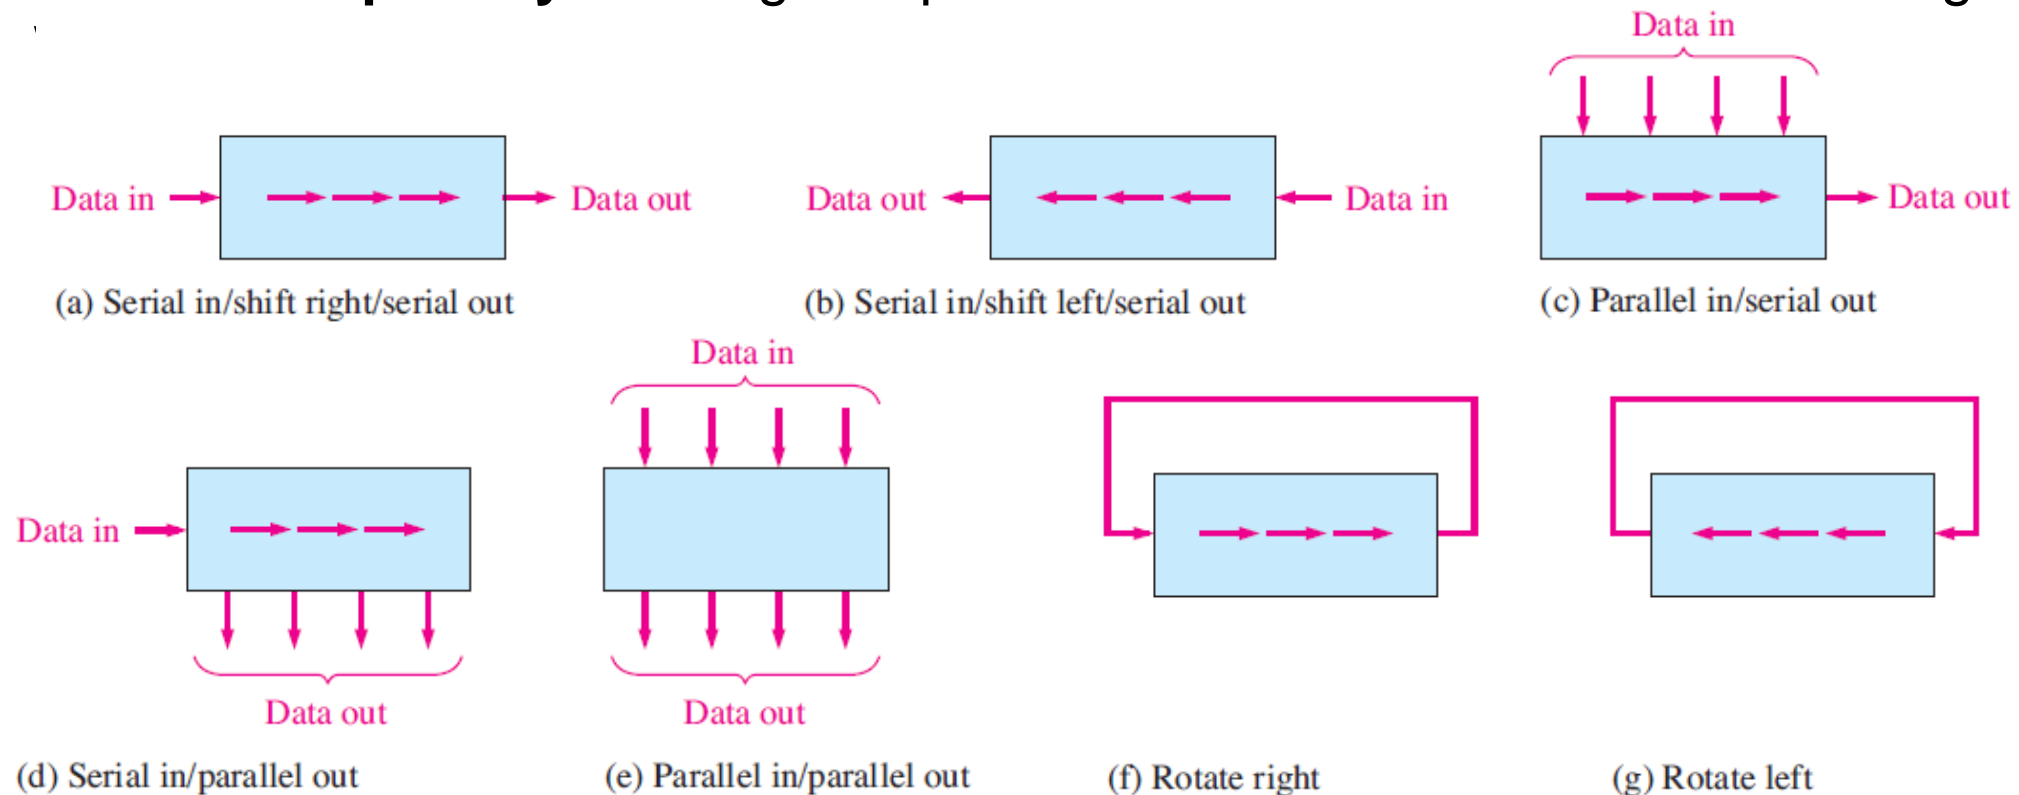 Data in
Data in Data out
Data out Data in
Data out
(a) Serial in/shift right/serial out
(b) Serial in/shift left/serial out
(c) Parallel in/serial out
Data in
Data in
Data out
Data out
(d) Serial in/parallel out
(e) Parallel in/parallel out
(f) Rotate right
(g) Rotate left